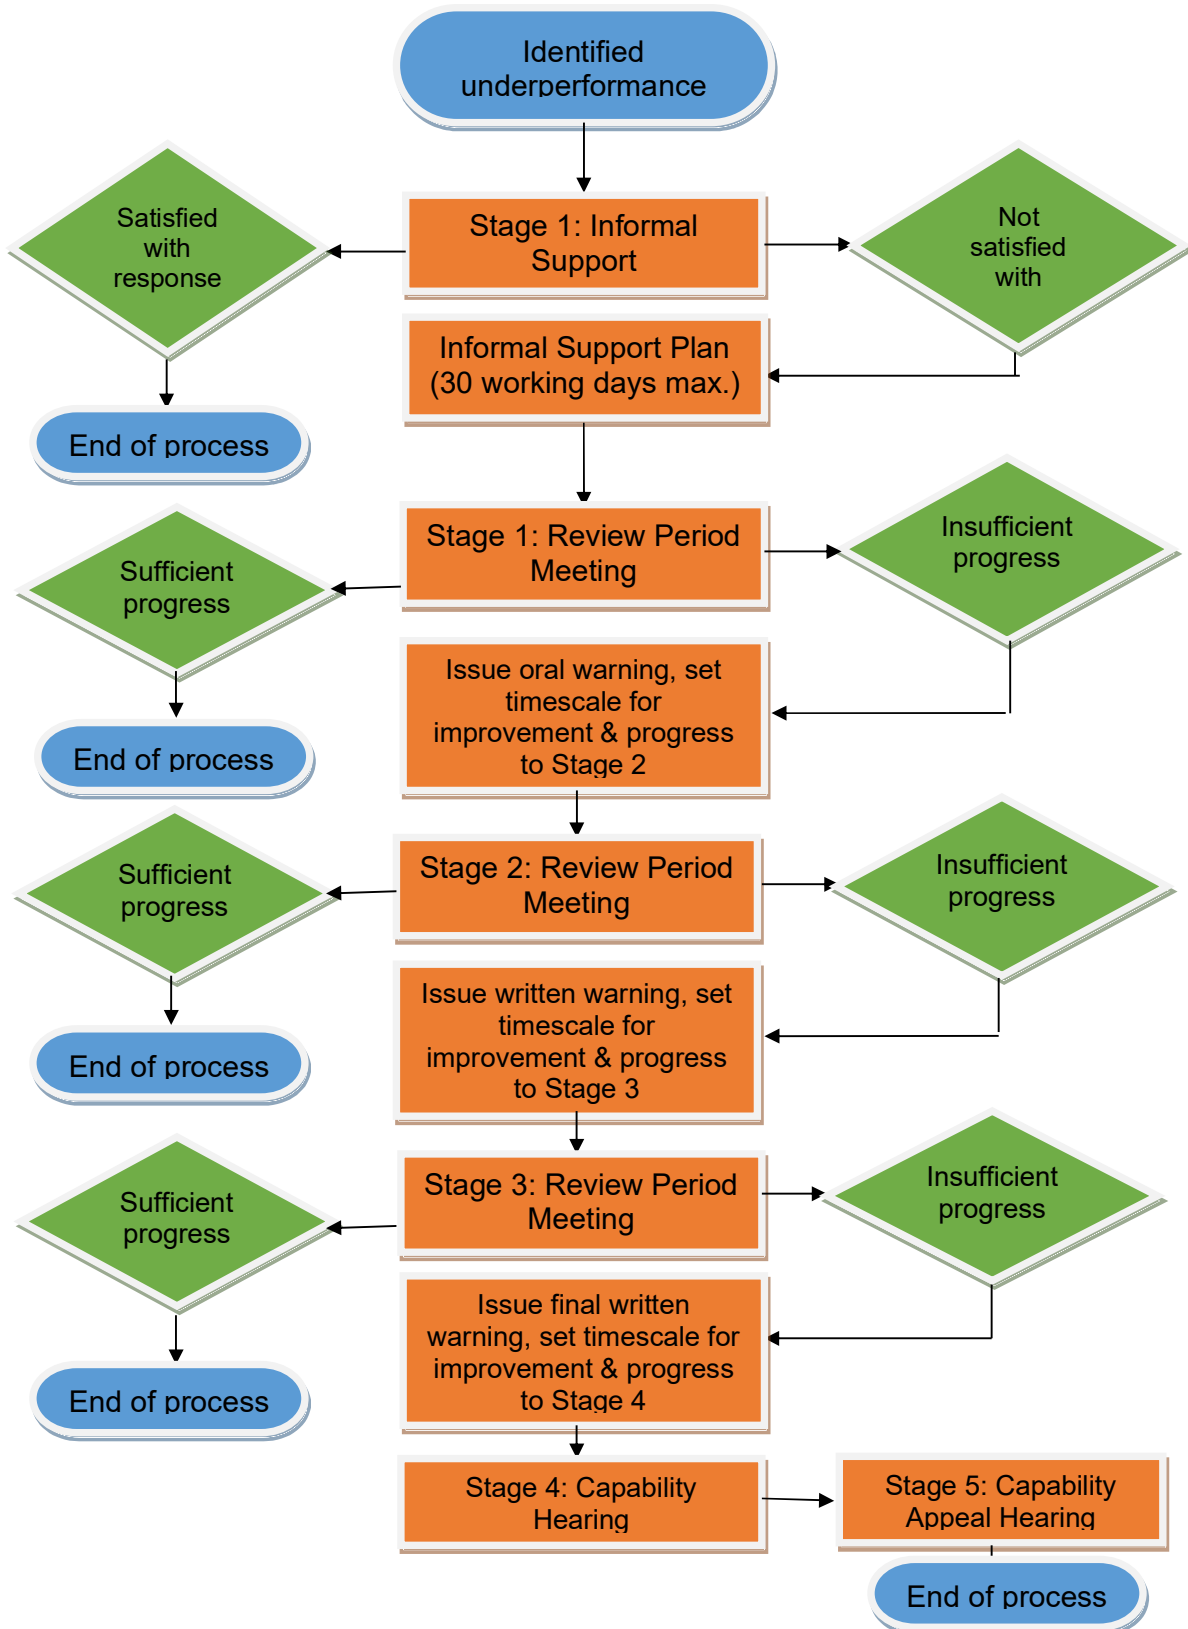 Identified
underperformance
Satisfied
with
response
Stage 1: Informal
Support
Not
satisfied
with
Informal Support Plan
(30 working days max.)
End of process
Stage 1: Review Period
Meeting
Insufficient
progress
Sufficient
progress
Issue oral warning, set
timescale for
improvement & progress
to Stage 2
End of process
Stage 2: Review Period
Meeting
Insufficient
progress
Sufficient
progress
Issue written warning, set
timescale for
improvement & progress
to Stage 3
End of process
Stage 3: Review Period
Meeting
Insufficient
progress
Sufficient
progress
Issue final written
warning, set timescale for
improvement & progress
to Stage 4
End of process
Stage 4: Capability
Hearing
Stage 5: Capability
Appeal Hearing
End of process